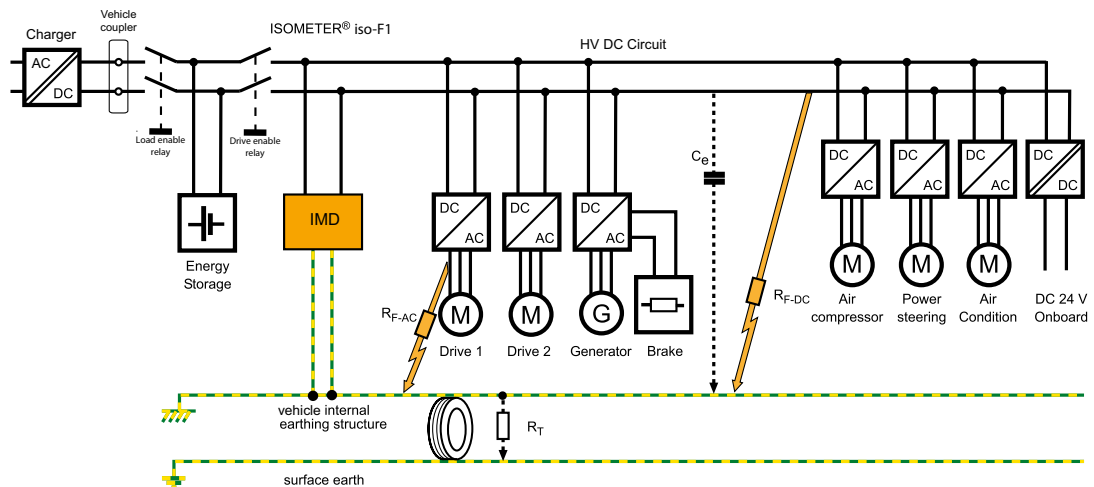 Charger
Vehicle
coupler
ISOMETER® iso-F1
HV DC Circuit
AC
DC
Load enable
relay
Drive enable
relay
Ce
DC
AC
DC
AC
DC
AC
DC
DC
IMD
DC
AC
DC
AC
DC
AC
Energy
Storage
M
M
M
RF-AC
M
M
G
RF-DC
Air
compressor
Power
steering
Air
Condition
DC 24 V
Onboard
Drive 1
Drive 2
Generator
Brake
vehicle internal
earthing structure
RT
surface earth